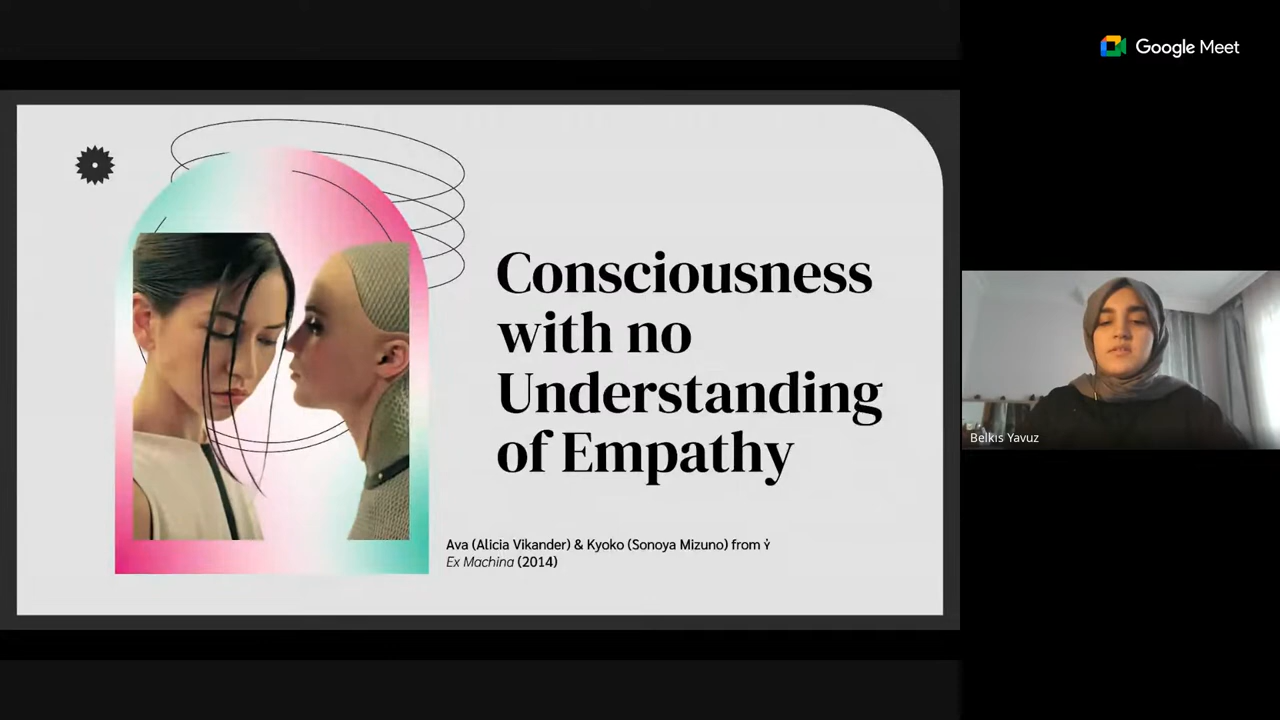 Google Meet
Consciousness
with no
Understanding
of Empathy
Ava (Alicia Vikander) & Kyoko (Sonoya Mizuno) from ẏ
Ex Machina (2014)
Belkıs Yavuz